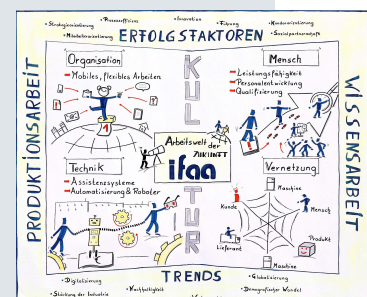 • Strategieorientierung
• Prozesseffizienz
• Innovation
• Führung
• Kundenorientierung
• Mitarbeiterorientierung
ERFOLGSFAKTOREN
• Sozialpartnerschaft
PRODUKTIONSARBEIT
Organisation
Mobiles, flexibles Arbeiten
1
KUL
TUR
Mensch
Leistungsfähigkeit
Personalentwicklung
Qualifizierung
WISSENSARBEIT
Arbeitswelt der
ZUKUNFT
ifaa
Technik
Assistenzsysteme
Automatisierung & Roboter
Vernetzung
Maschine
Kunde
Mensch
Lieferant
Produkt
Maschine
TRENDS
• Digitalisierung
• Nachhaltigkeit
• Globalisierung
• Stärkung der Industrie
• Demografischer Wandel